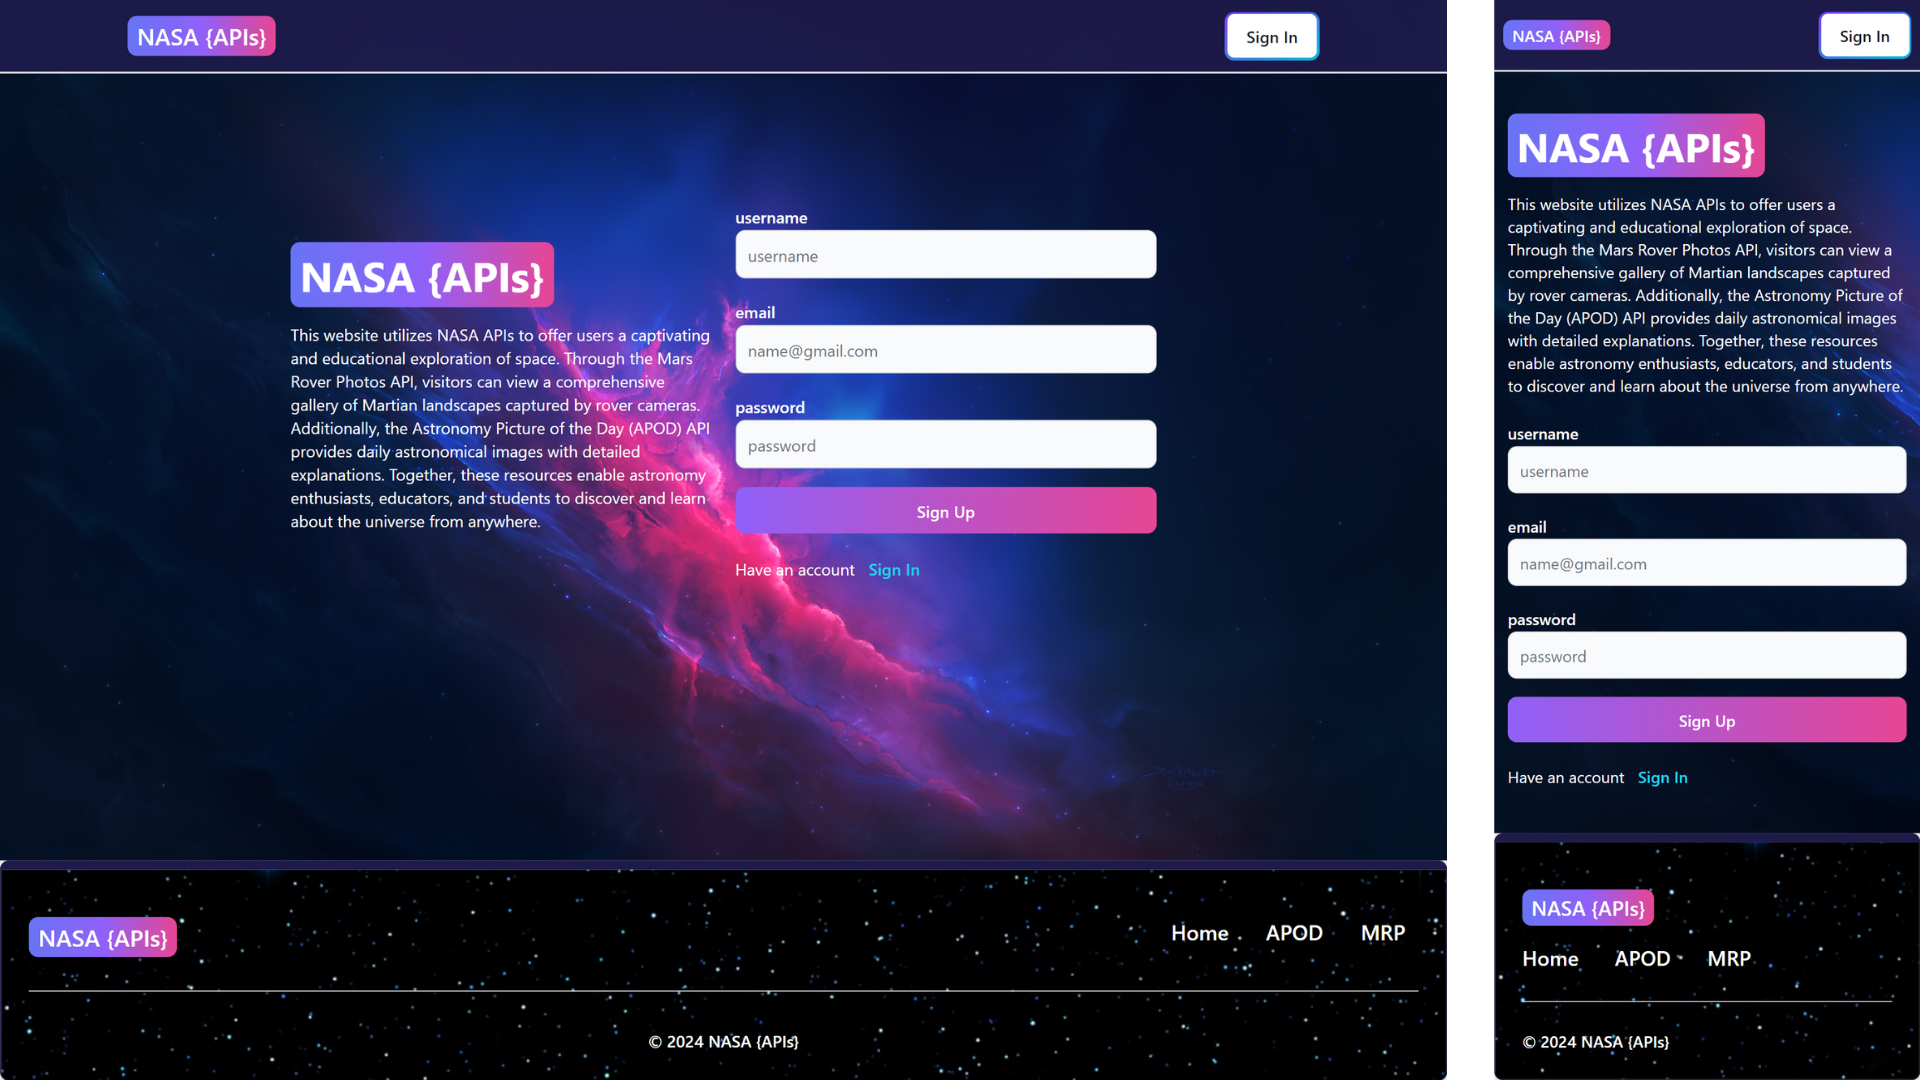 NASA {APIs}
Sign In
NASA {APIs}
This website utilizes NASA APIs to offer users a captivating
and educational exploration of space. Through the Mars
Rover Photos API, visitors can view a comprehensive
gallery of Martian landscapes captured by rover cameras.
Additionally, the Astronomy Picture of the Day (APOD) API
provides daily astronomical images with detailed
explanations. Together, these resources enable astronomy
enthusiasts, educators, and students to discover and learn
about the universe from anywhere.
username
username
email
name@gmail.com
password
password
Sign Up
Have an account Sign In
NASA {APIs}
Home APOD MRP
© 2024 NASA {APIs}
NASA {APIs}
Sign In
NASA {APIs}
This website utilizes NASA APIs to offer users a
captivating and educational exploration of space.
Through the Mars Rover Photos API, visitors can view a
comprehensive gallery of Martian landscapes captured
by rover cameras. Additionally, the Astronomy Picture of
the Day (APOD) API provides daily astronomical images
with detailed explanations. Together, these resources
enable astronomy enthusiasts, educators, and students
to discover and learn about the universe from anywhere.
username
username
email
name@gmail.com
password
password
Sign Up
Have an account Sign In
NASA {APIs}
Home APOD MRP
© 2024 NASA {APIs}